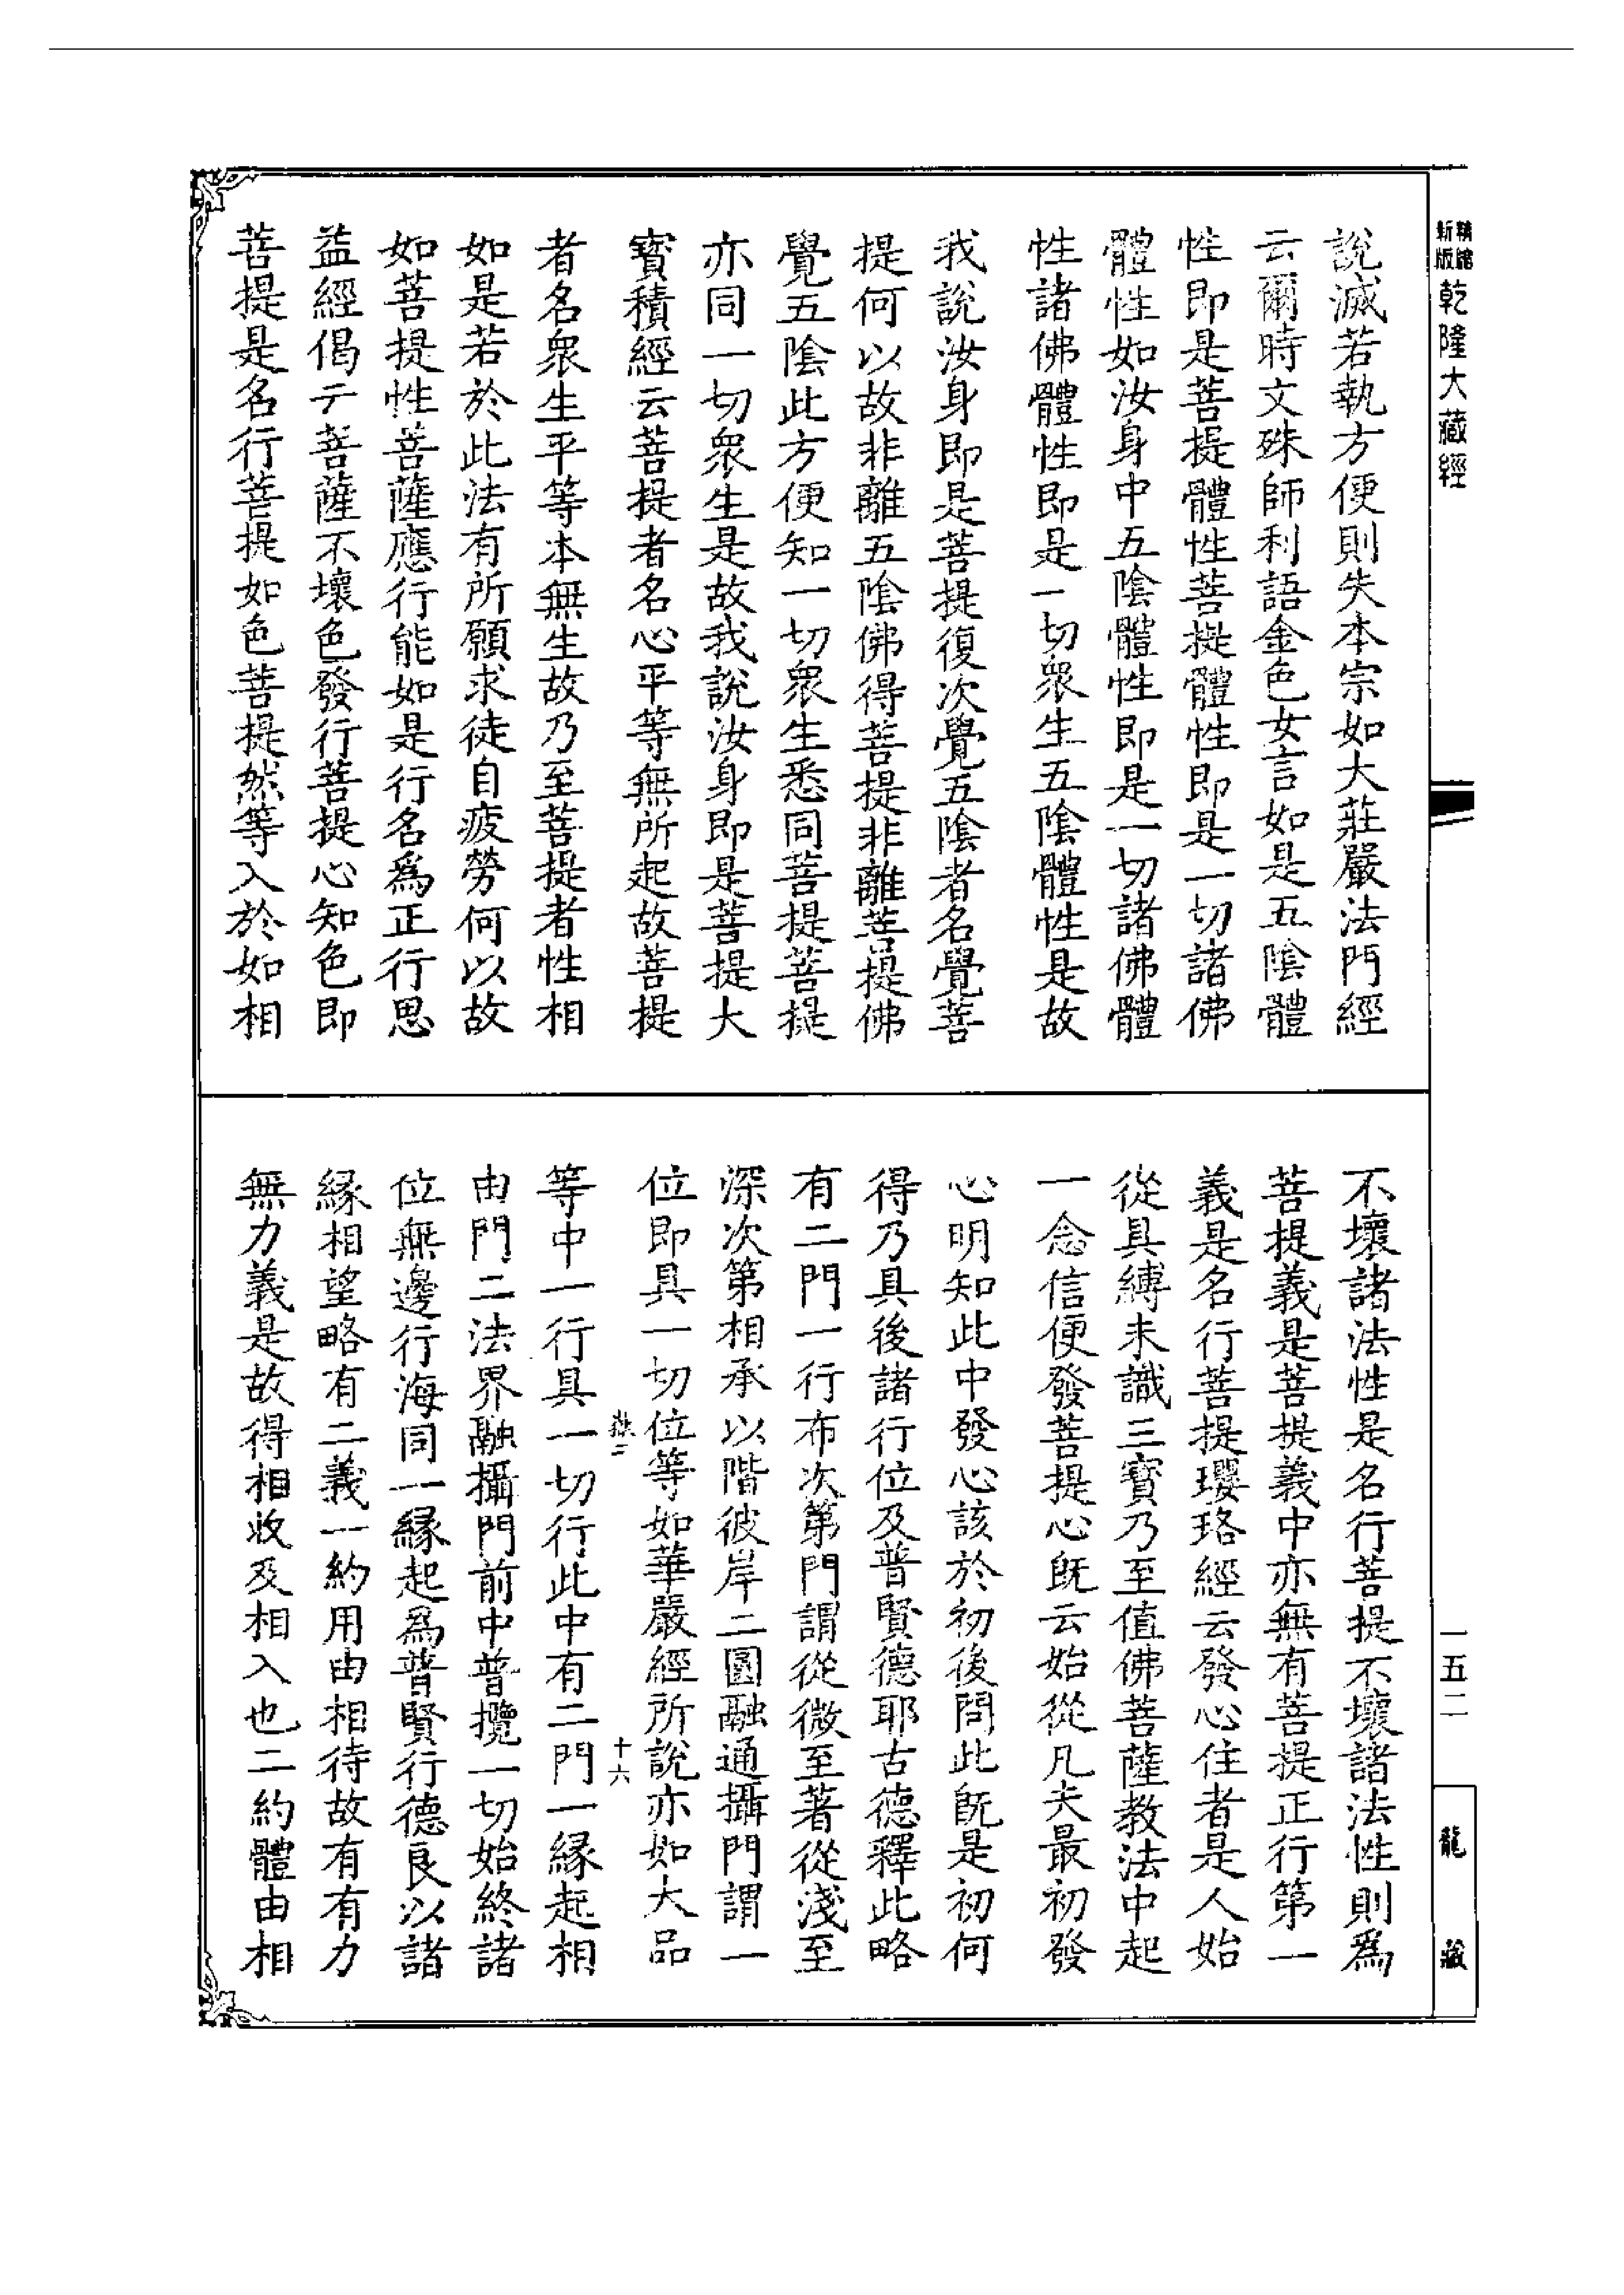 新版
精縮
乾隆大藏經
一五二
龍藏
說滅若執方便則失本宗如大莊嚴法門經
云爾時文殊師利語金色女言如是五陰體
性即是菩提體性菩提體性即是一切諸佛
體性如汝身中五陰體性即是一切諸佛體
性諸佛體性即是一切眾生五陰體性是故
我說汝身即是菩提復次覺五陰者名覺菩
提何以故非離五陰佛得菩提非離菩提佛
覺五陰此方便知一切眾生悉同菩提菩提
亦同一切眾生是故我說汝身即是菩提大
寶積經云菩提者名心平等無所起故菩提
者名眾生平等本無生故乃至菩提者性相
如是若於此法有所願求徒自疲勞何以故
如菩提性菩薩應行能如是行名為正行思
益經偈云菩薩不壞色發行菩提心知色即
菩提是名行菩提如色菩提然等入於如相
不壞諸法性是名行菩提不壞諸法性則為
菩提義是菩提義中亦無有菩提正行第一
義是名行菩提瓔珞經云發心住者是人始
從具縛未識三寶乃至值佛菩薩教法中起
一念信便發菩提心既云始從凡夫最初發
心明知此中發心該於初後問此既是初何
得乃具後諸行位及普賢德耶古德釋此略
有二門一行布次第門謂從微至著從淺至
深次第相承以階彼岸二圓融通攝門謂一
位即具一切位等如華嚴經所說亦如大品
十六
等中一行具一切行此中有二門一緣起相
由門二法界融攝門前中普攬一切始終諸
位無邊行海同一緣起為普賢行德良以諸
緣相望略有二義一約用由相待故有有力
無力義是故得相收及相入也二約體由相